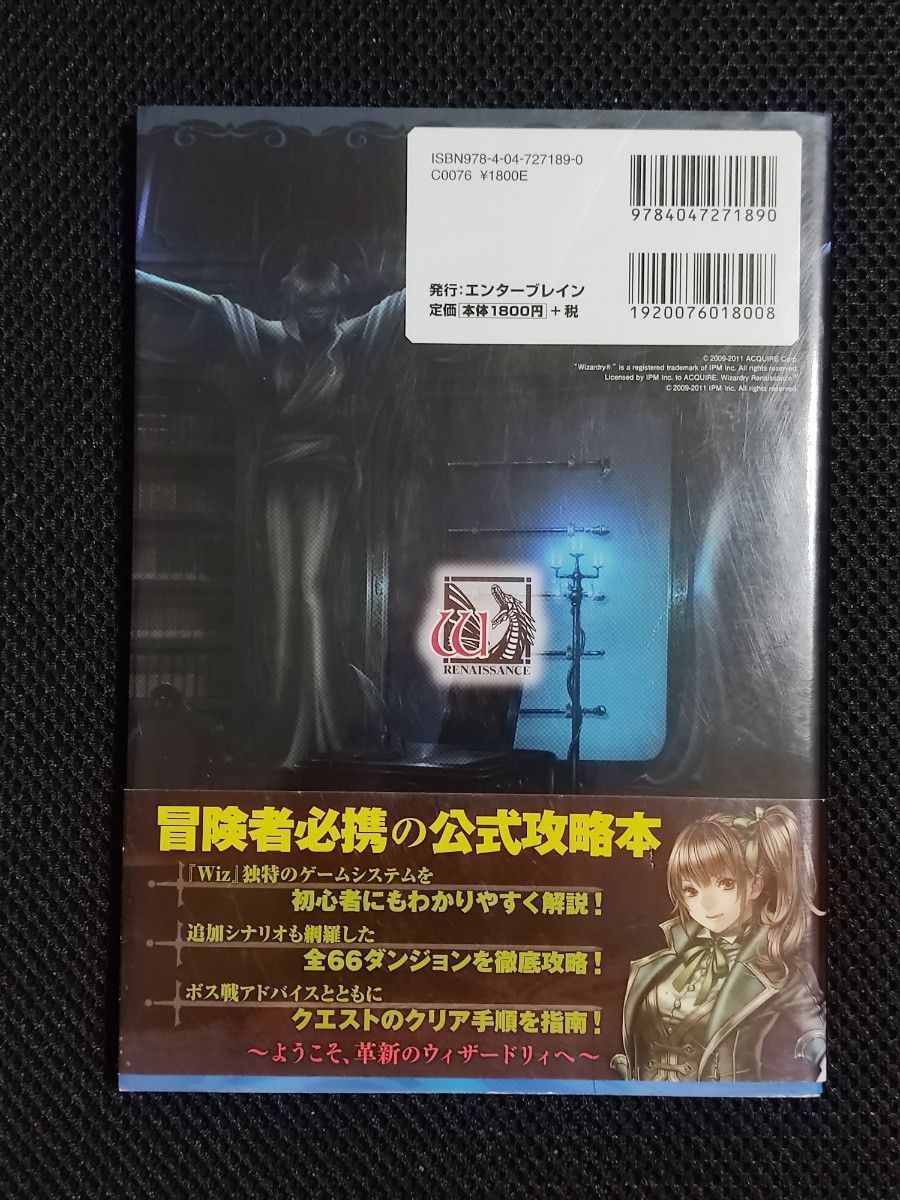 ISBN978-4-04-727189-0
C0076 ¥1800E
9784047271890
発行:エンターブレイン
定価 本体1800円 +税
1920076018008
© 2009-2011 ACQUIRE Corp.
"Wizardry®" is a registered trademark of IPM Inc. All rights reserved.
Licensed by IPM Inc. to ACQUIRE. Wizardry Renaissance™
© 2009-2011 IPM Inc. All rights reserved.
W
RENAISSANCE
冒険者必携の公式攻略本
『Wiz』独特のゲームシステムを
初心者にもわかりやすく解説!
追加シナリオも網羅した
全66ダンジョンを徹底攻略!
ボス戦アドバイスとともに
クエストのクリア手順を指南!
〜ようこそ、革新のウィザードリィへ〜